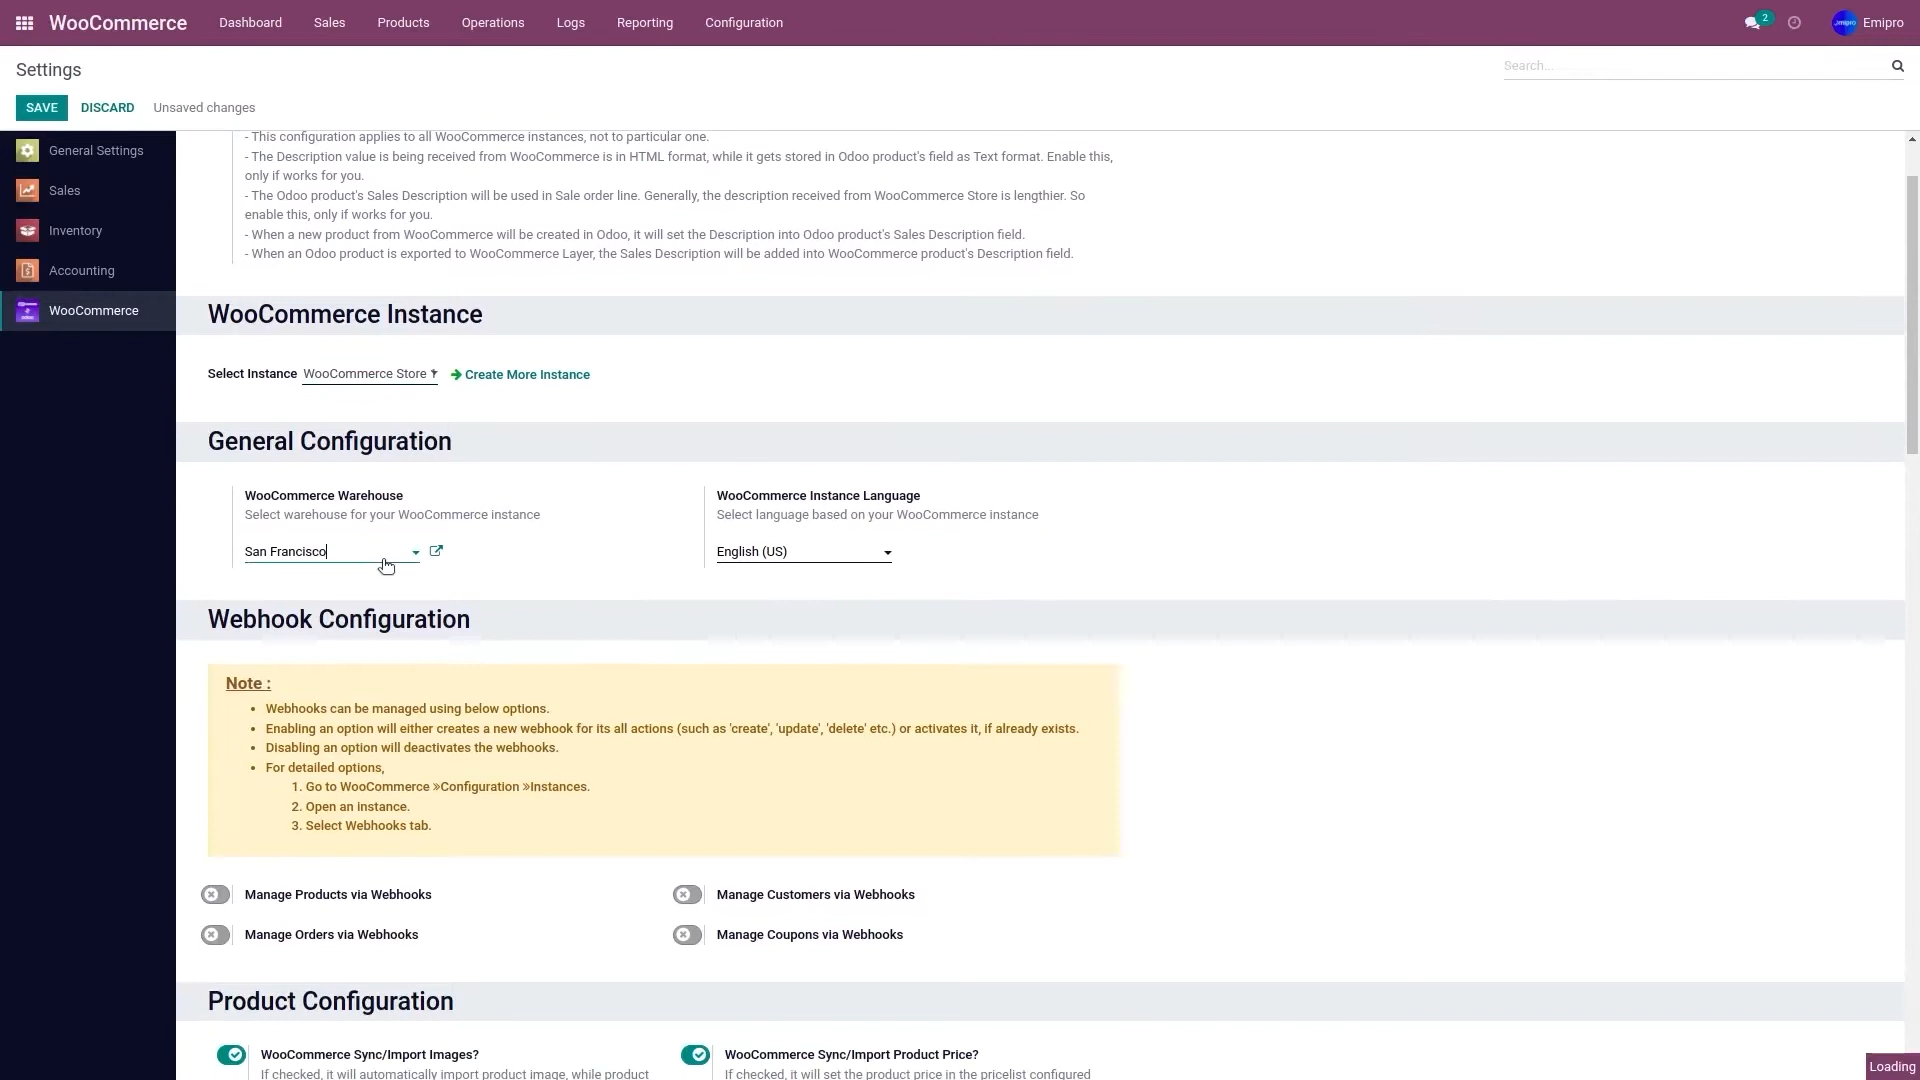 WooCommerce Dashboard Sales Products Operations Logs Reporting Configuration 2 Emipro
Settings Search...
SAVE DISCARD Unsaved changes
General Settings
Sales
Inventory
Accounting
WooCommerce
- This configuration applies to all WooCommerce instances, not to particular one.
- The Description value is being received from WooCommerce is in HTML format, while it gets stored in Odoo product's field as Text format. Enable this,
only if works for you.
- The Odoo product's Sales Description will be used in Sale order line. Generally, the description received from WooCommerce Store is lengthier. So
enable this, only if works for you.
- When a new product from WooCommerce will be created in Odoo, it will set the Description into Odoo product's Sales Description field.
- When an Odoo product is exported to WooCommerce Layer, the Sales Description will be added into WooCommerce product's Description field.
WooCommerce Instance
Select Instance WooCommerce Store Create More Instance
General Configuration
WooCommerce Warehouse
Select warehouse for your WooCommerce instance
San Francisco
WooCommerce Instance Language
Select language based on your WooCommerce instance
English (US)
Webhook Configuration
Note :
• Webhooks can be managed using below options.
• Enabling an option will either creates a new webhook for its all actions (such as 'create', 'update', 'delete' etc.) or activates it, if already exists.
• Disabling an option will deactivates the webhooks.
• For detailed options,
1. Go to WooCommerce »Configuration »Instances.
2. Open an instance.
3. Select Webhooks tab.
Manage Products via Webhooks Manage Customers via Webhooks
Manage Orders via Webhooks Manage Coupons via Webhooks
Product Configuration
WooCommerce Sync/Import Images?
If checked, it will automatically import product image, while product
WooCommerce Sync/Import Product Price?
If checked, it will set the product price in the pricelist configured
Loading